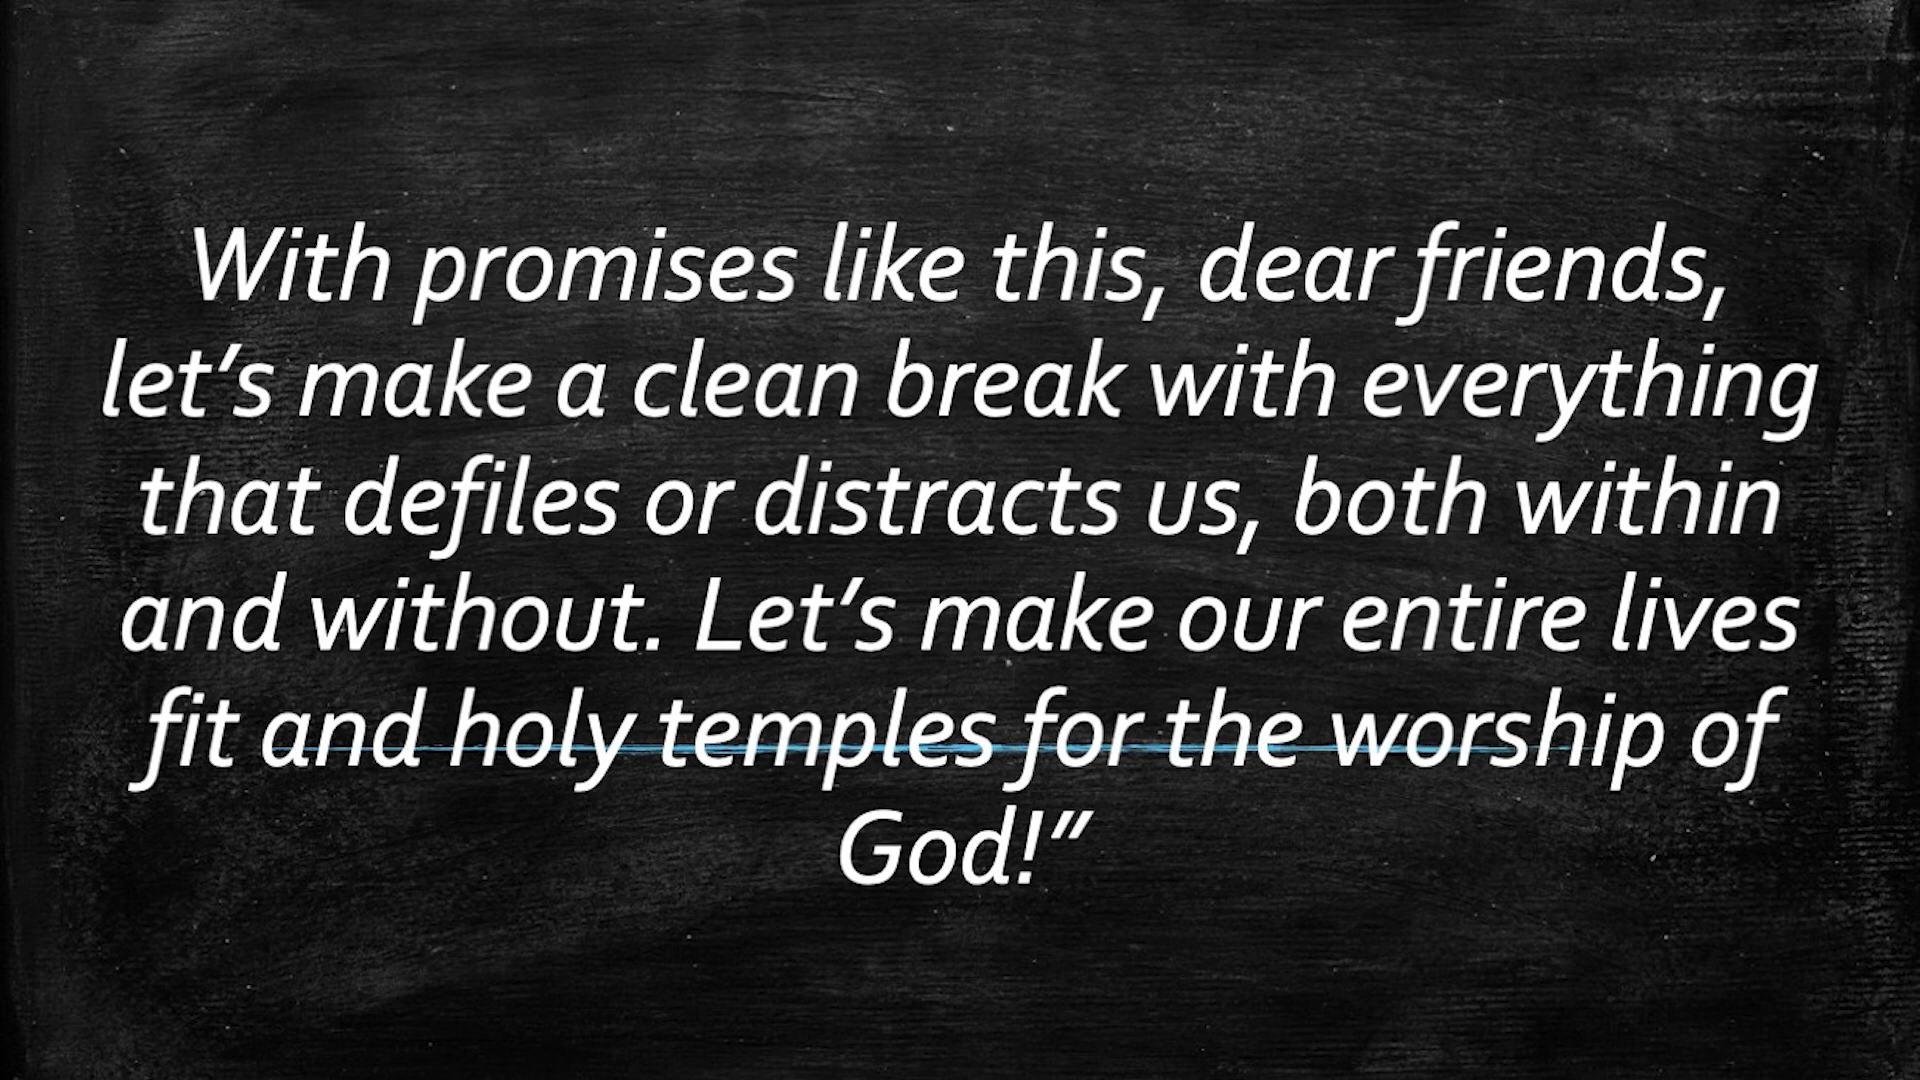 With promises like this, dear friends,
let’s make a clean break with everything
that defiles or distracts us, both within
and without. Let’s make our entire lives
fit and holy temples for the worship of
God!”